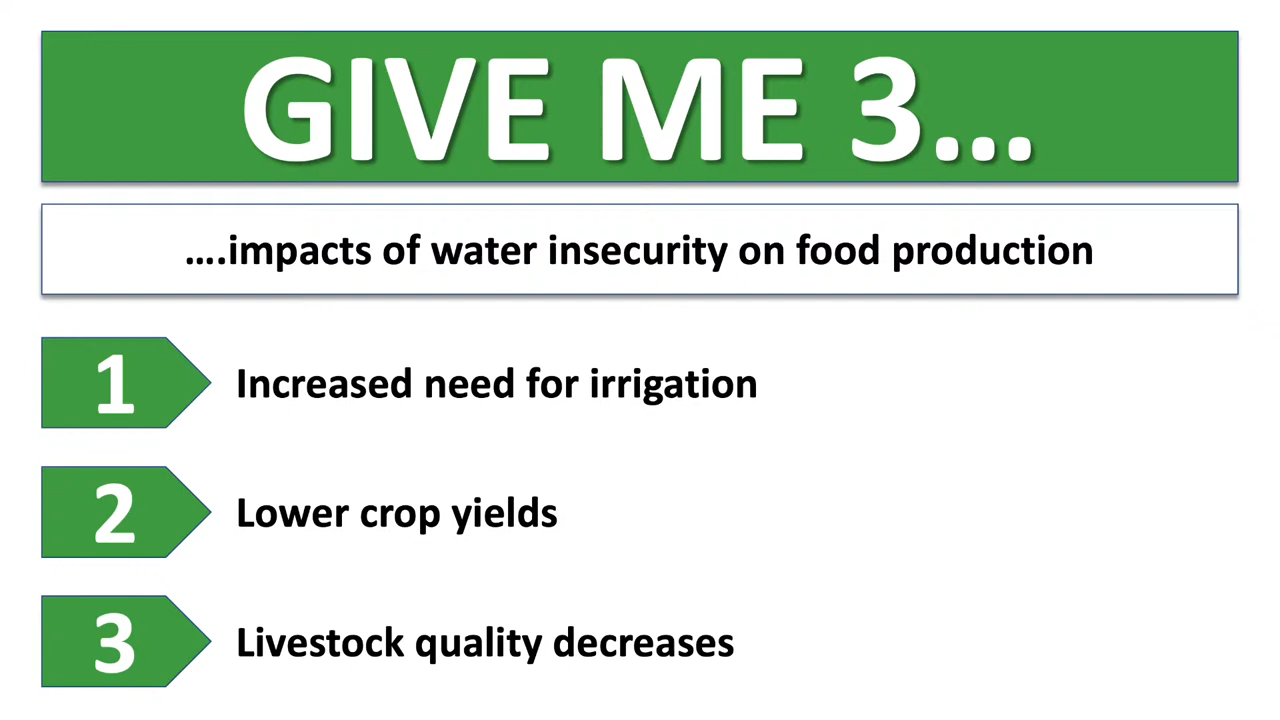 GIVE ME 3...
....impacts of water insecurity on food production
1
Increased need for irrigation
2
Lower crop yields
3
Livestock quality decreases